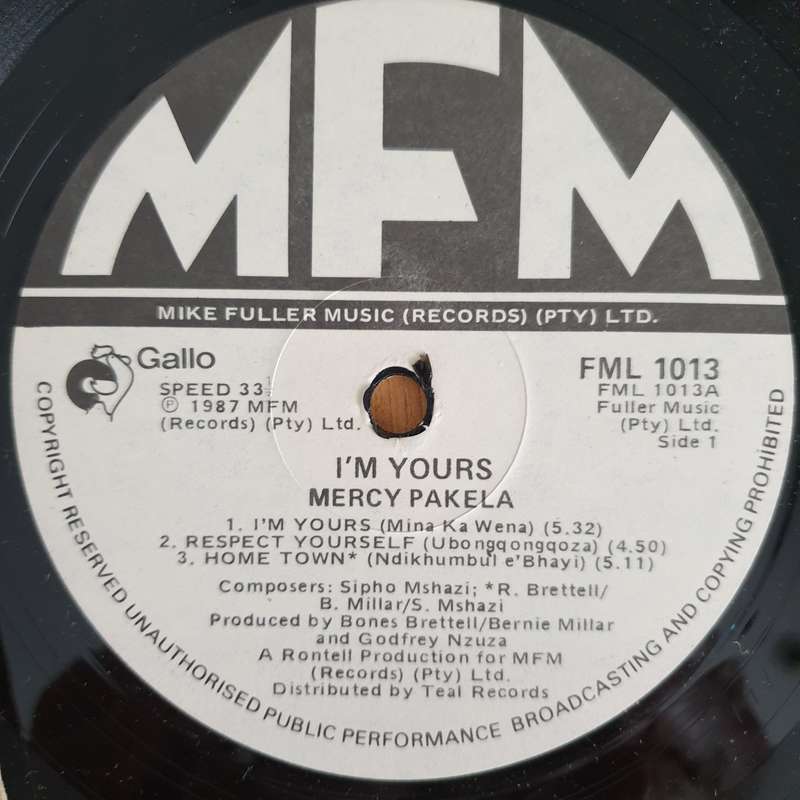 MFM
MIKE FULLER MUSIC (RECORDS) (PTY) LTD.
Gallo
SPEED 33⅓
℗ 1987 MFM
(Records) (Pty) Ltd.
FML 1013
FML 1013A
Fuller Music
(Pty) Ltd.
Side 1
I'M YOURS
MERCY PAKELA
1. I'M YOURS (Mina Ka Wena) (5.32)
2. RESPECT YOURSELF (Ubongqongqoza) (4.50)
3. HOME TOWN* (Ndikhumbul e'Bhayi) (5.11)
Composers: Sipho Mshazi; *R. Brettell/
B. Millar/S. Mshazi
Produced by Bones Brettell/Bernie Millar
and Godfrey Nzuza
A Rontell Production for MFM
(Records) (Pty) Ltd.
Distributed by Teal Records
COPYRIGHT RESERVED UNAUTHORISED PUBLIC PERFORMANCE BROADCASTING AND COPYING PROHIBITED